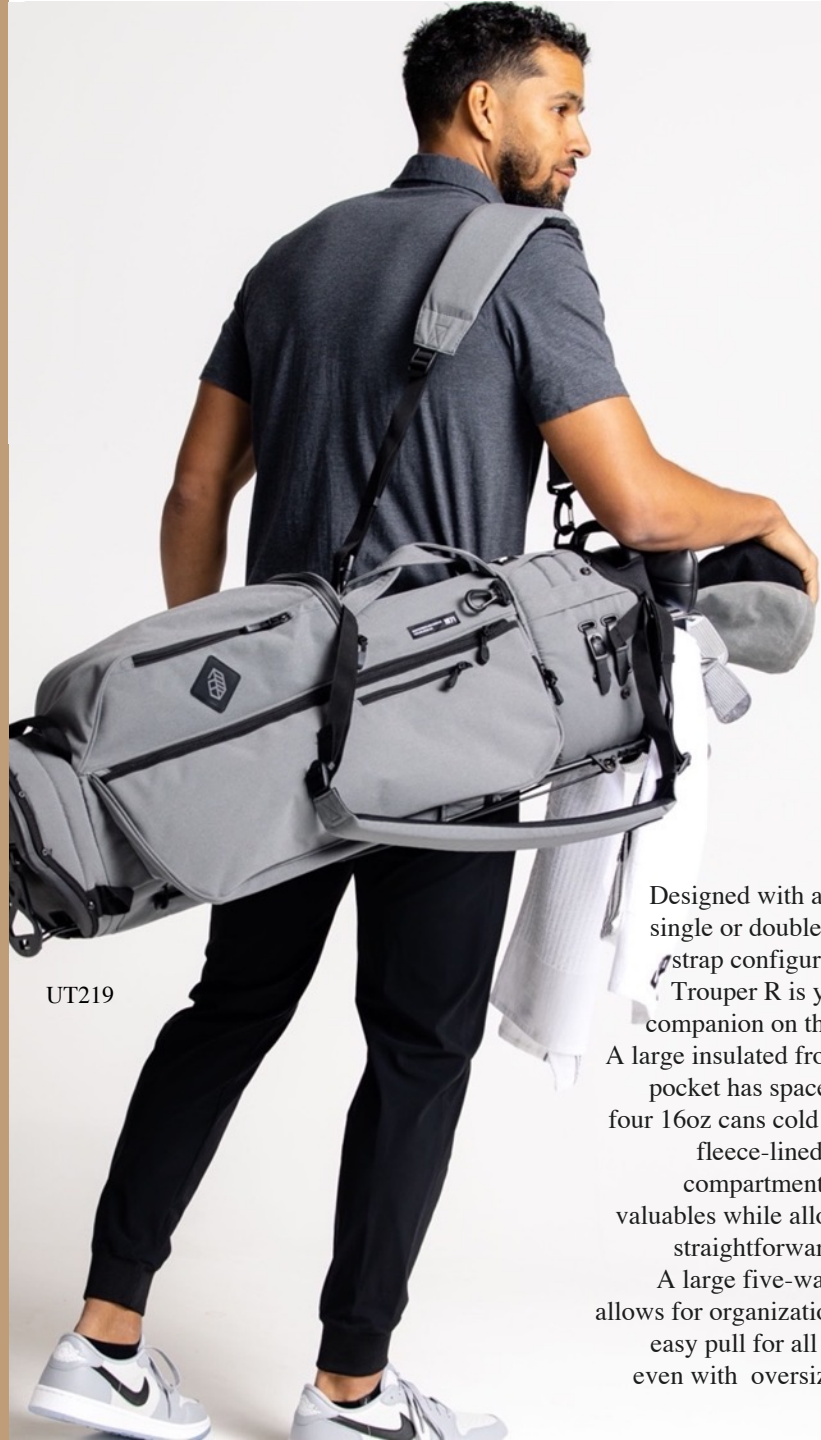 UT219
Designed with a
single or double
strap configur
Trouper R is y
companion on th
A large insulated fro
pocket has space
four 16oz cans cold
fleece-lined
compartment
valuables while allo
straightforwar
A large five-wa
allows for organizatio
easy pull for all
even with  oversiz